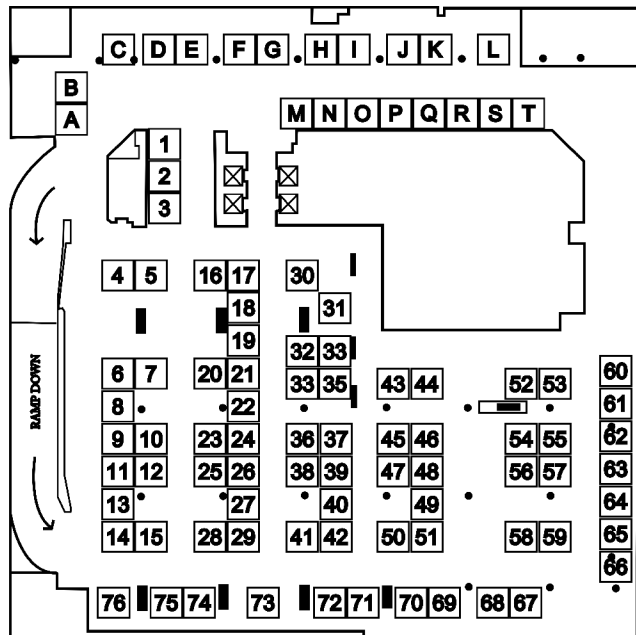 C D E F G H I J K L
B
A
M N O P Q R S T
1
2
3
4 5 16 17 30
18 31
19
32 33
6 7 20 21
33 35 43 44 52 53
60
8 22
61
9 10 23 24 36 37 45 46 54 55
62
11 12 25 26 38 39 47 48 56 57
63
13 27 40 49
64
14 15 28 29 41 42 50 51 58 59
65
66
76 75 74 73 72 71 70 69 68 67
RAMP DOWN